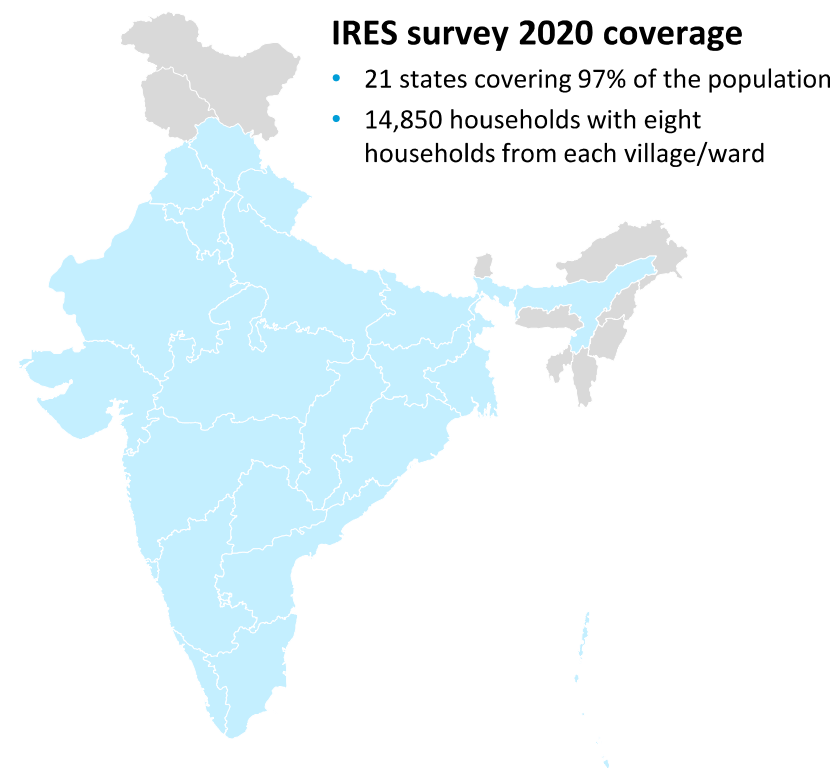 IRES survey 2020 coverage
• 21 states covering 97% of the population
• 14,850 households with eight
households from each village/ward